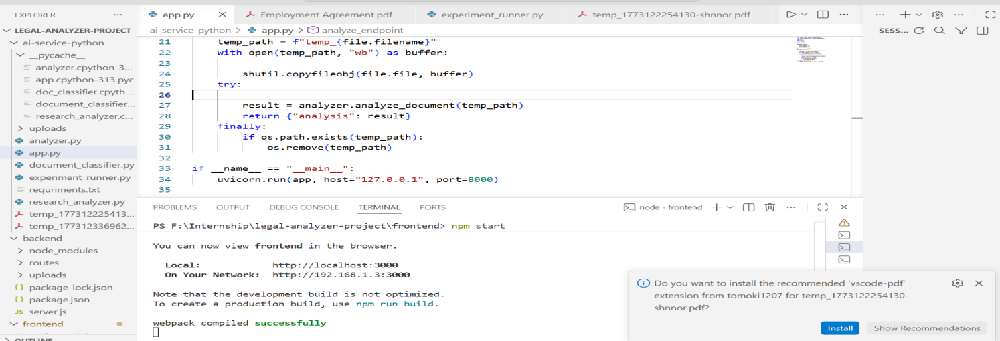 EXPLORER
LEGAL-ANALYZER-PROJECT
ai-service-python
__pycache__
analyzer.cpython-3...
app.cpython-313.pyc
doc_classifier.cpyth...
document_classifier...
research_analyzer.c...
uploads
analyzer.py
app.py
document_classifier.py
experiment_runner.py
requriments.txt
research_analyzer.py
temp_177312225413...
temp_177312336962...
backend
node_modules
routes
uploads
package-lock.json
package.json
JS server.js
frontend
OUTLINE
app.py
Employment Agreement.pdf
experiment_runner.py
temp_1773122254130-shnnor.pdf
ai-service-python > app.py > analyze_endpoint
21 temp_path = f"temp_{file.filename}"
22 with open(temp_path, "wb") as buffer:
23
24 shutil.copyfileobj(file.file, buffer)
25 try:
26
27 result = analyzer.analyze_document(temp_path)
28 return {"analysis": result}
29 finally:
30 if os.path.exists(temp_path):
31 os.remove(temp_path)
32
33 if __name__ == "__main__":
34 uvicorn.run(app, host="127.0.0.1", port=8000)
35
PROBLEMS OUTPUT DEBUG CONSOLE TERMINAL PORTS
node - frontend
PS F:\Internship\legal-analyzer-project\frontend> npm start
You can now view frontend in the browser.
Local: http://localhost:3000
On Your Network: http://192.168.1.3:3000
Note that the development build is not optimized.
To create a production build, use npm run build.
webpack compiled successfully
SESS...
Do you want to install the recommended 'vscode-pdf'
extension from tomoki1207 for temp_1773122254130-
shnnor.pdf?
Install
Show Recommendations